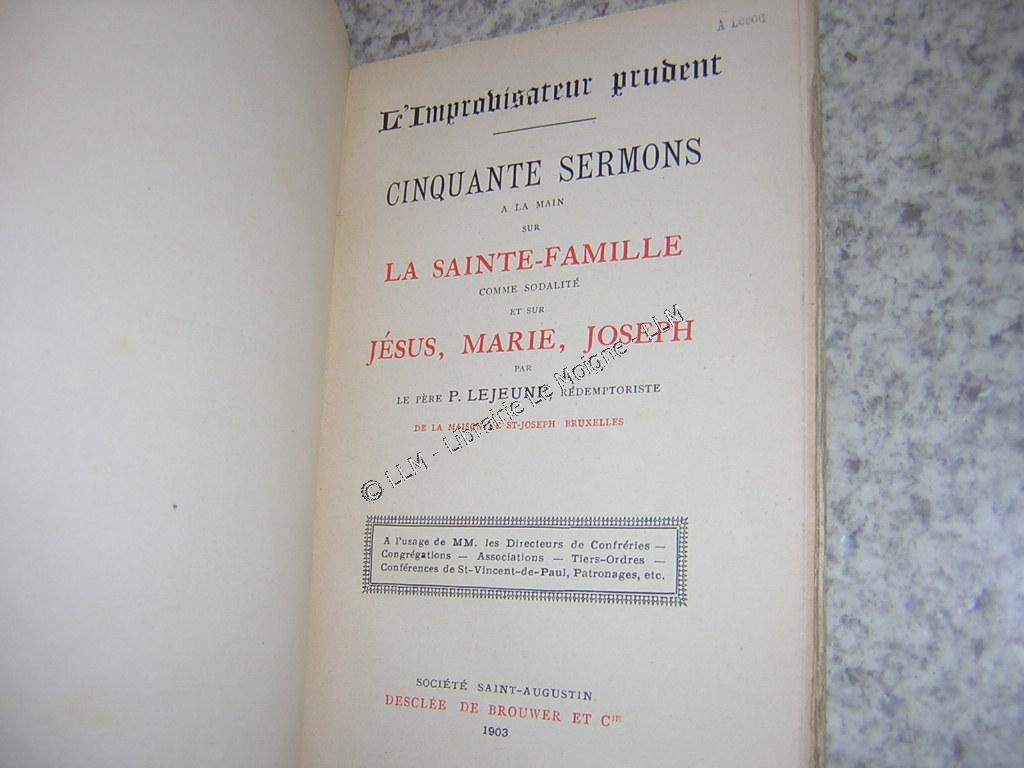 A Lecoq
L'Improvisateur prudent
CINQUANTE SERMONS
A LA MAIN
SUR
LA SAINTE-FAMILLE
COMME SODALITÉ
ET SUR
JÉSUS, MARIE, JOSEPH
PAR
LE PÈRE P. LEJEUNE, RÉDEMPTORISTE
DE LA MAISON DE ST-JOSEPH BRUXELLES
© LLM - Librairie Le Moigne - LLM
A l'usage de MM. les Directeurs de Confréries —
Congrégations — Associations — Tiers-Ordres —
Conférences de St-Vincent-de-Paul, Patronages, etc.
SOCIÉTÉ SAINT-AUGUSTIN
DESCLÉE DE BROUWER ET Cie
1903